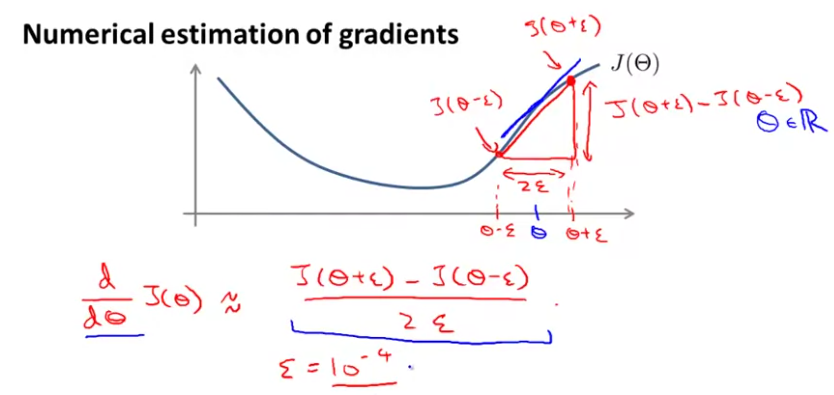 Numerical estimation of gradients
J(θ+ε)
J(Θ)
J(θ-ε)
J(θ+ε) - J(θ-ε)
θ ∈ ℝ
2ε
θ-ε θ θ+ε
d/dθ J(θ) ≈ J(θ+ε) - J(θ-ε) / 2ε
ε = 10^-4